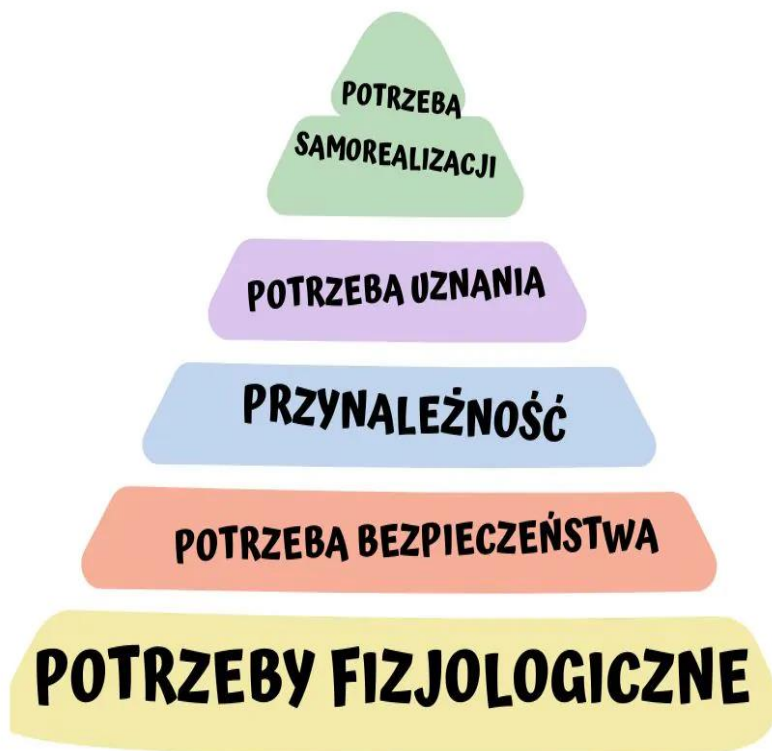 POTRZEBA
SAMOREALIZACJI
POTRZEBA UZNANIA
PRZYNALEŻNOŚĆ
POTRZEBA BEZPIECZEŃSTWA
POTRZEBY FIZJOLOGICZNE